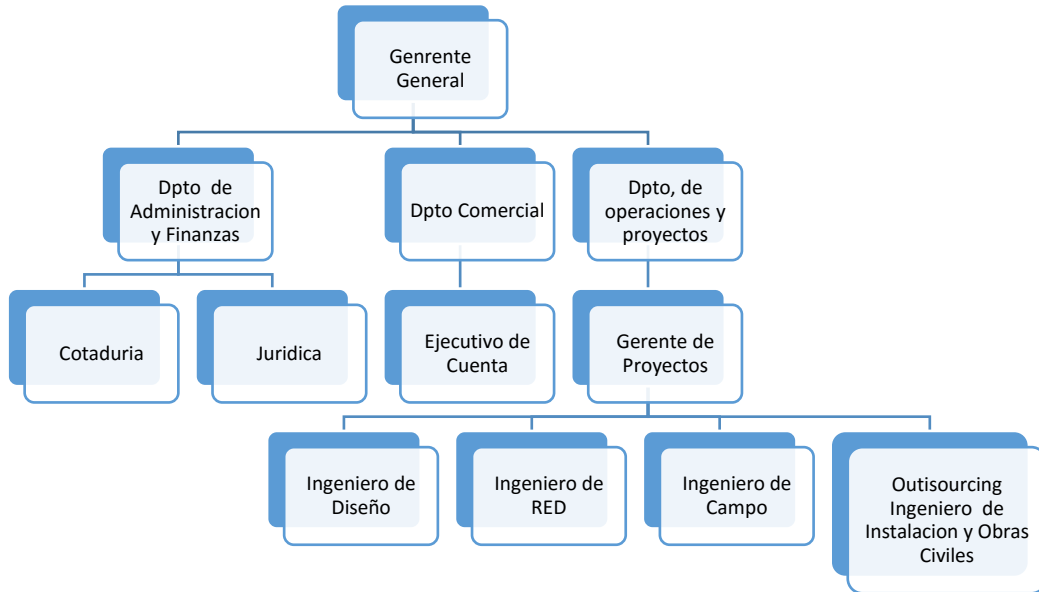 Genrente
General
Dpto de
Administracion
y Finanzas
Dpto Comercial
Dpto, de
operaciones y
proyectos
Cotaduria
Juridica
Ejecutivo de
Cuenta
Gerente de
Proyectos
Ingeniero de
Diseño
Ingeniero de
RED
Ingeniero de
Campo
Outisourcing
Ingeniero de
Instalacion y Obras
Civiles